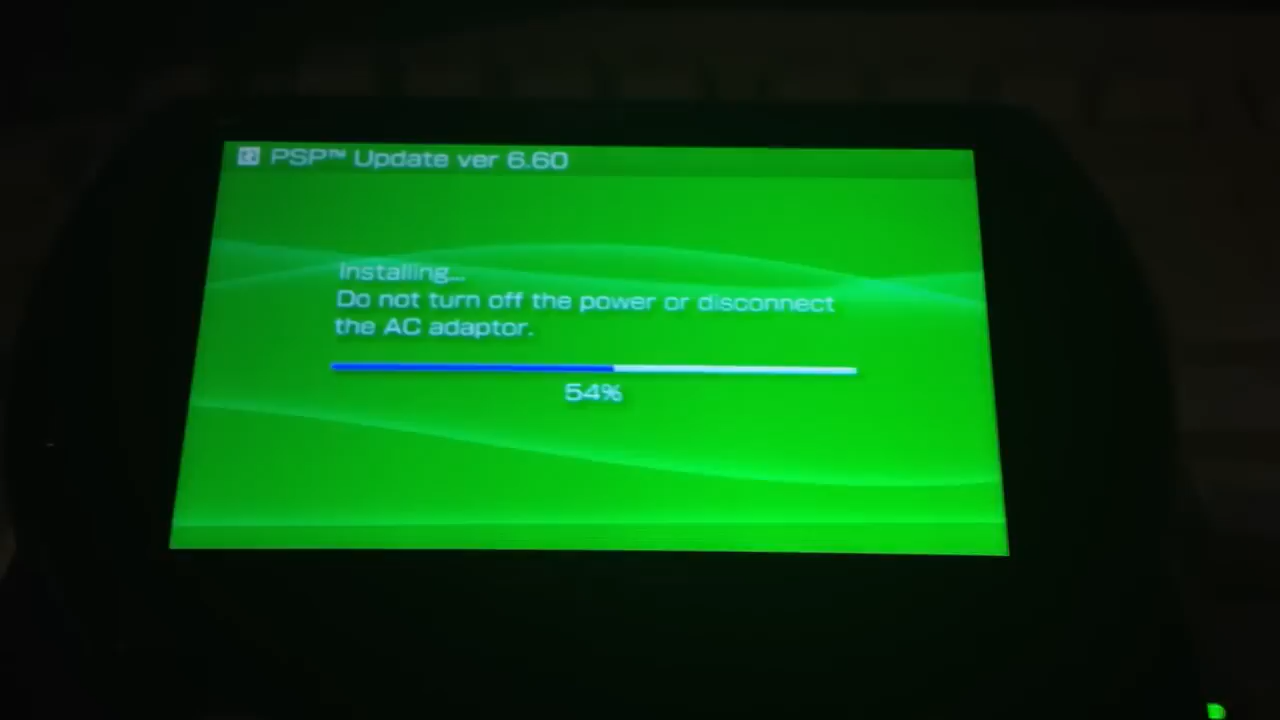 PSP™ Update ver 6.60
Installing...
Do not turn off the power or disconnect
the AC adaptor.
54%